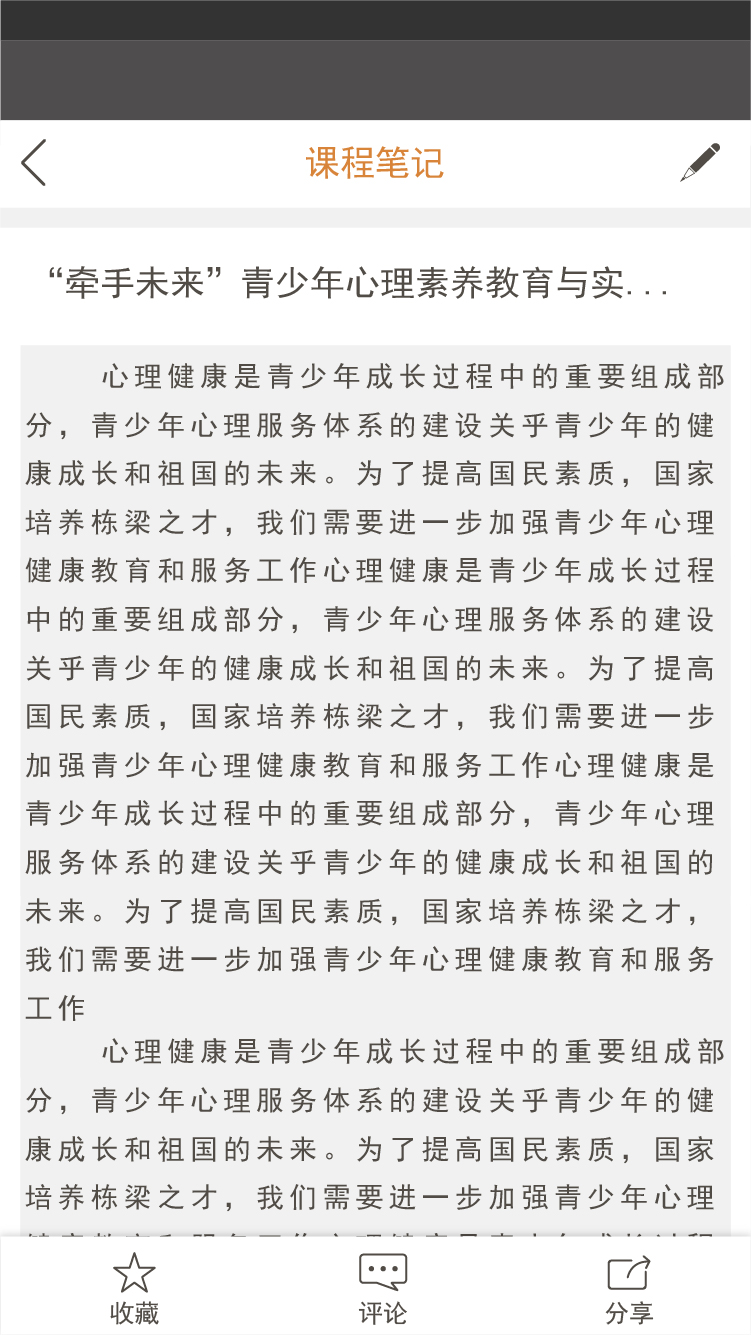 课程笔记
“牵手未来”青少年心理素养教育与实...
心理健康是青少年成长过程中的重要组成部
分，青少年心理服务体系的建设关乎青少年的健
康成长和祖国的未来。为了提高国民素质，国家
培养栋梁之才，我们需要进一步加强青少年心理
健康教育和服务工作心理健康是青少年成长过程
中的重要组成部分，青少年心理服务体系的建设
关乎青少年的健康成长和祖国的未来。为了提高
国民素质，国家培养栋梁之才，我们需要进一步
加强青少年心理健康教育和服务工作心理健康是
青少年成长过程中的重要组成部分，青少年心理
服务体系的建设关乎青少年的健康成长和祖国的
未来。为了提高国民素质，国家培养栋梁之才，
我们需要进一步加强青少年心理健康教育和服务
工作
心理健康是青少年成长过程中的重要组成部
分，青少年心理服务体系的建设关乎青少年的健
康成长和祖国的未来。为了提高国民素质，国家
培养栋梁之才，我们需要进一步加强青少年心理
收藏
评论
分享